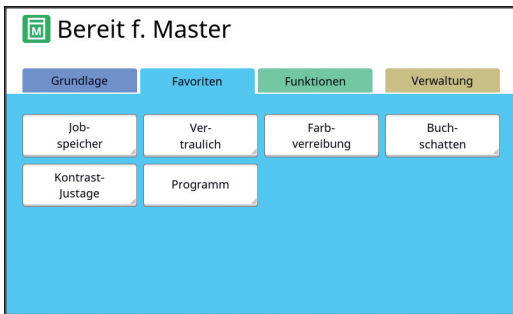 M
Bereit f. Master
Grundlage
Favoriten
Funktionen
Verwaltung
Job-
speicher
Ver-
traulich
Farb-
verreibung
Buch-
schatten
Kontrast-
Justage
Programm